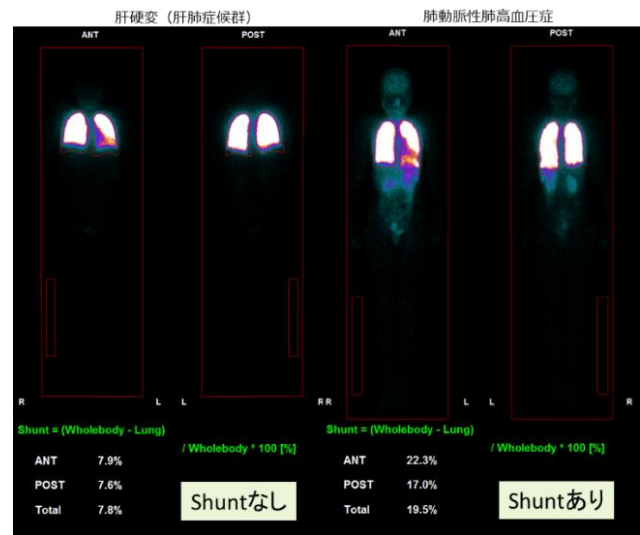 肝硬変（肝肺症候群）
肺動脈性肺高血圧症
ANT
POST
ANT
POST
R
L
L
R
R
L
L
R
Shunt = (Wholebody - Lung)
/ Wholebody * 100 [%]
ANT 7.9%
POST 7.6%
Total 7.8%
Shuntなし
Shunt = (Wholebody - Lung)
/ Wholebody * 100 [%]
ANT 22.3%
POST 17.0%
Total 19.5%
Shuntあり